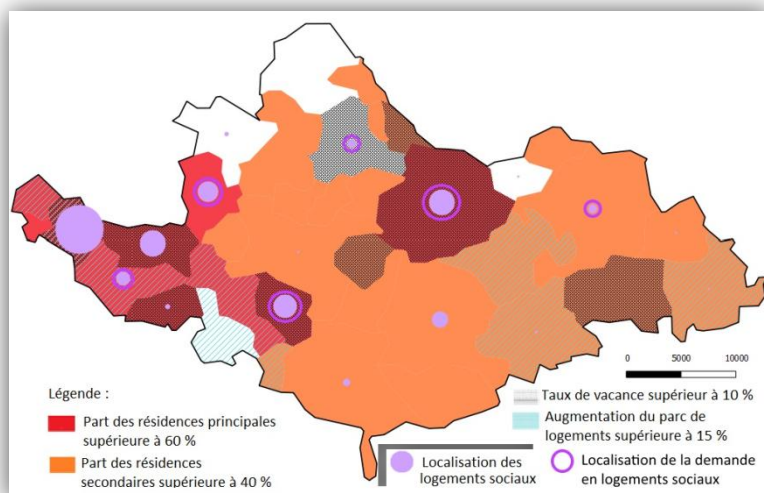 0 5000 10000
Légende :
Part des résidences principales
supérieure à 60 %
Part des résidences
secondaires supérieure à 40 %
Localisation des
logements sociaux
Taux de vacance supérieur à 10 %
Augmentation du parc de
logements supérieure à 15 %
Localisation de la demande
en logements sociaux